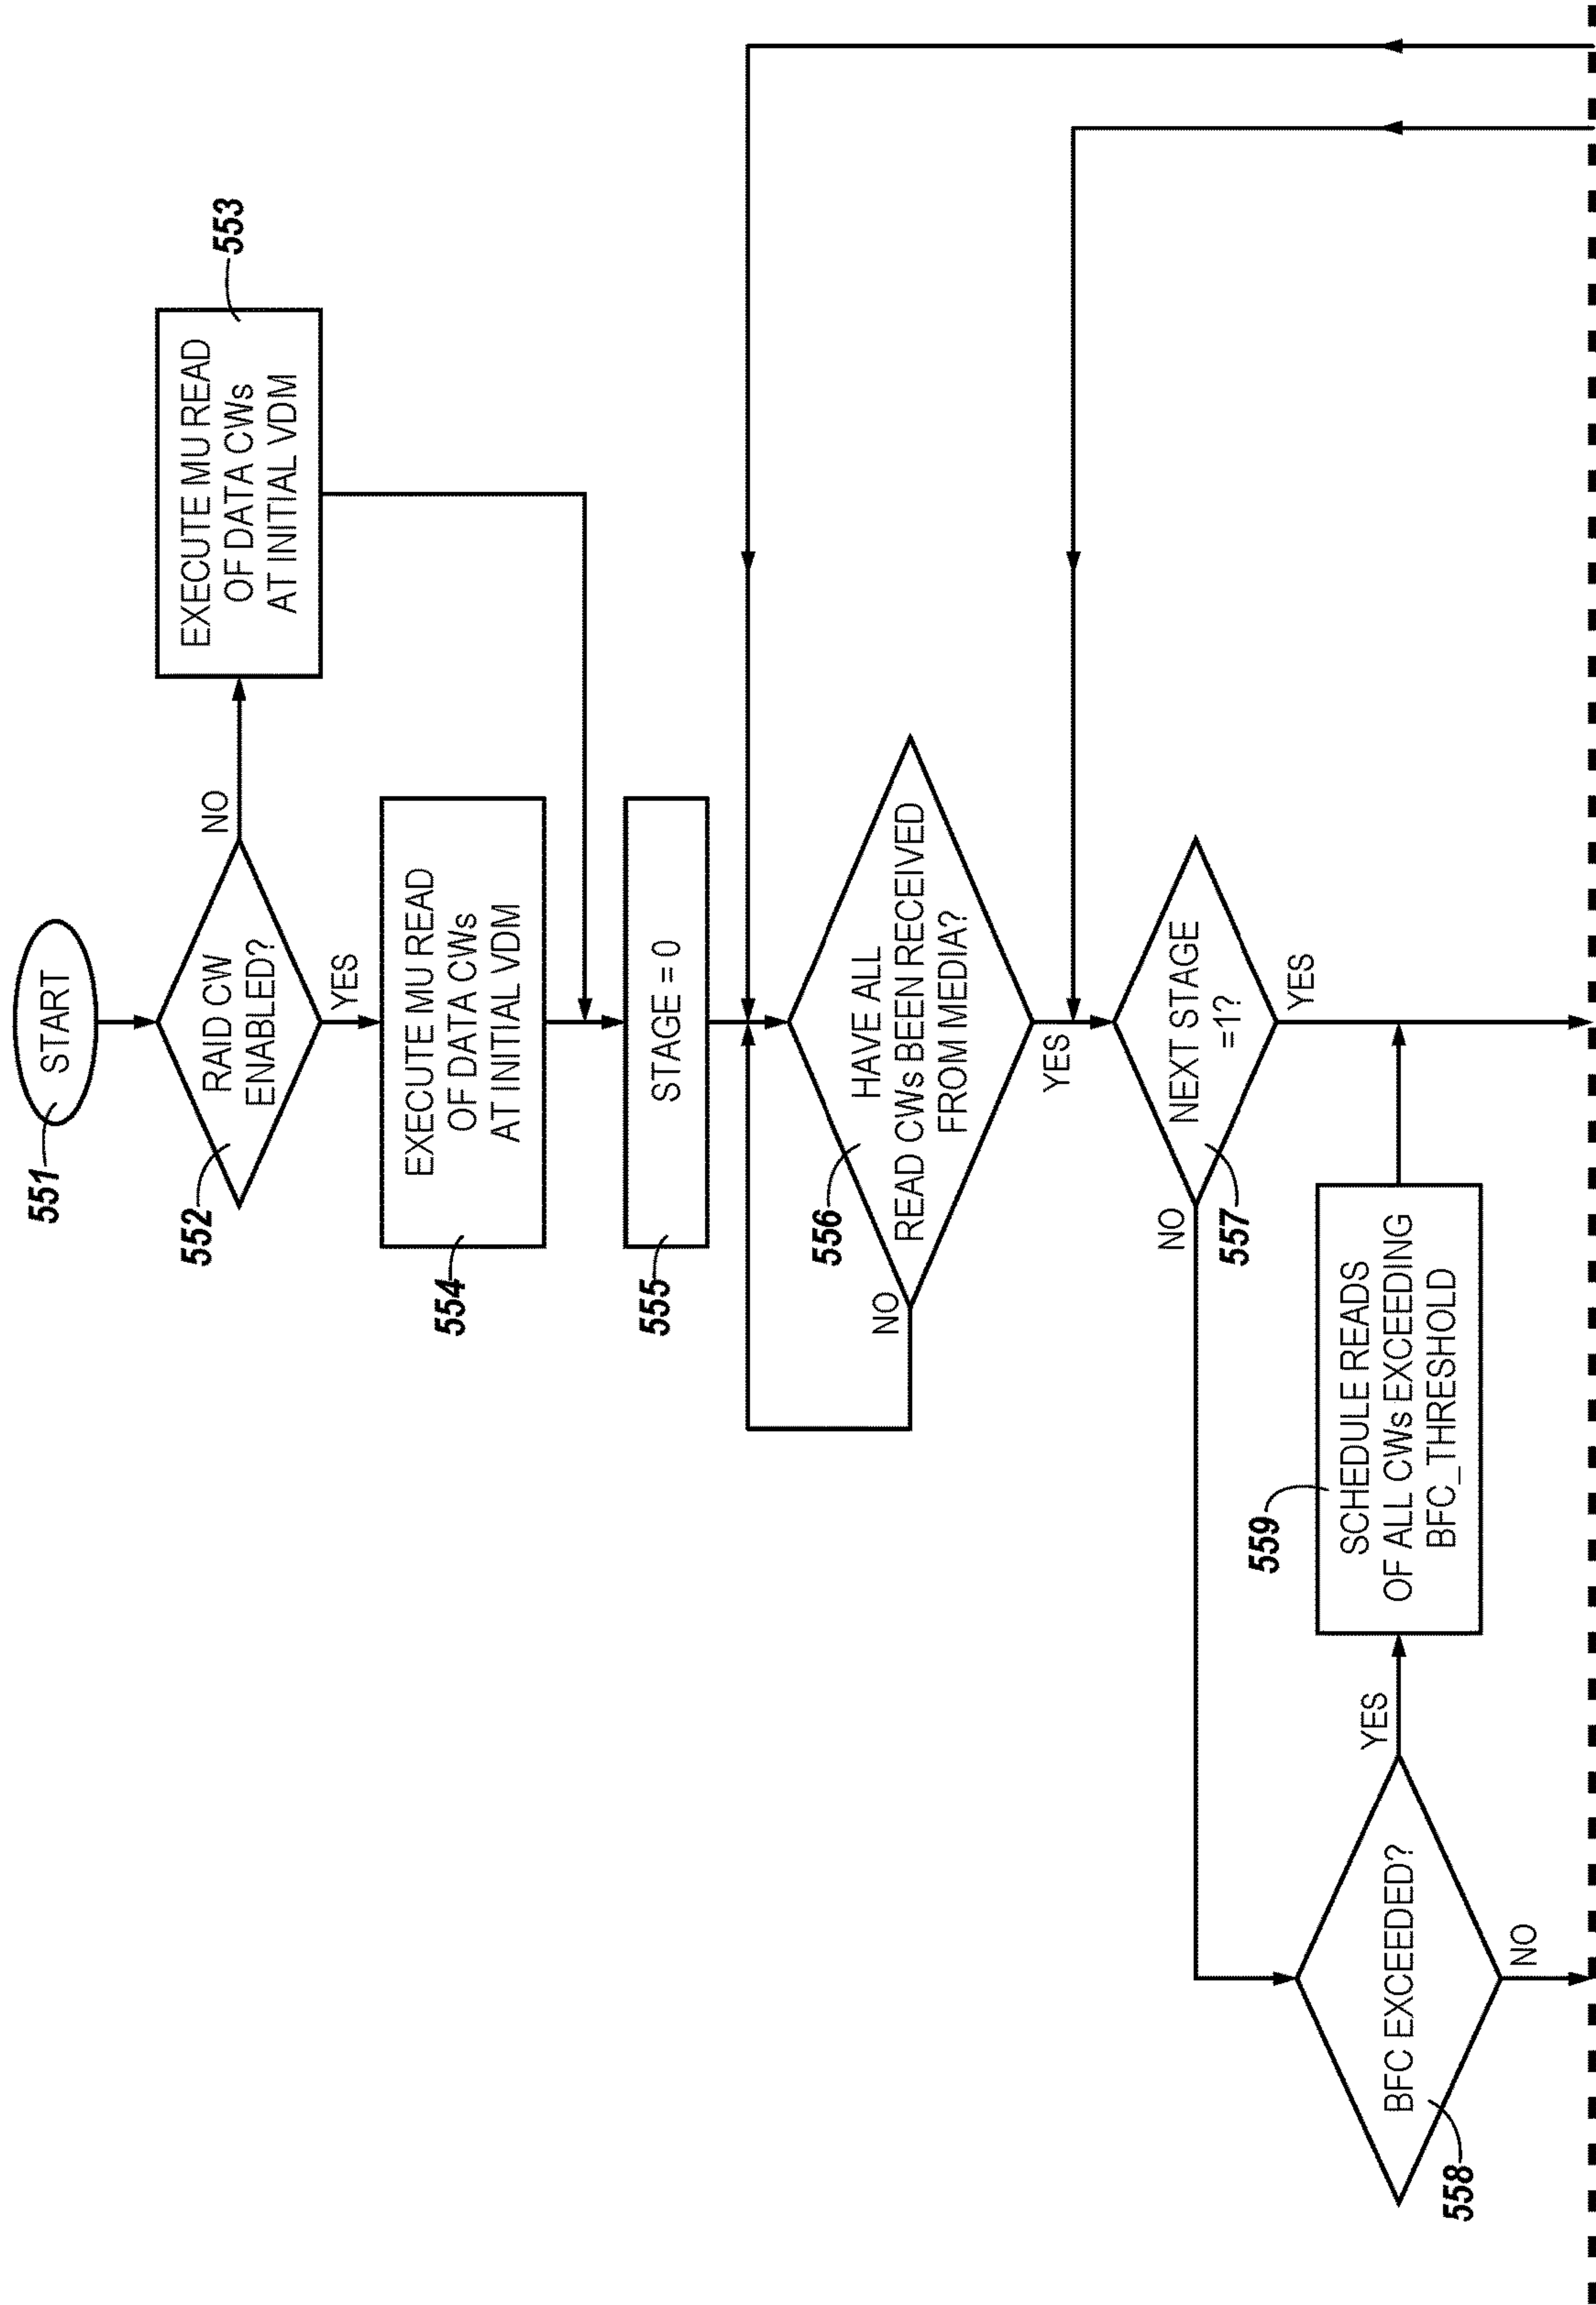 551
START
552
RAID CW
ENABLED?
NO
YES
553
EXECUTE MU READ
OF DATA CWs
AT INITIAL VDM
554
EXECUTE MU READ
OF DATA CWs
AT INITIAL VDM
555
STAGE = 0
556
HAVE ALL
READ CWs BEEN RECEIVED
FROM MEDIA?
NO
YES
557
NEXT STAGE
=1?
NO
YES
558
BFC EXCEEDED?
YES
NO
559
SCHEDULE READS
OF ALL CWs EXCEEDING
BFC_THRESHOLD